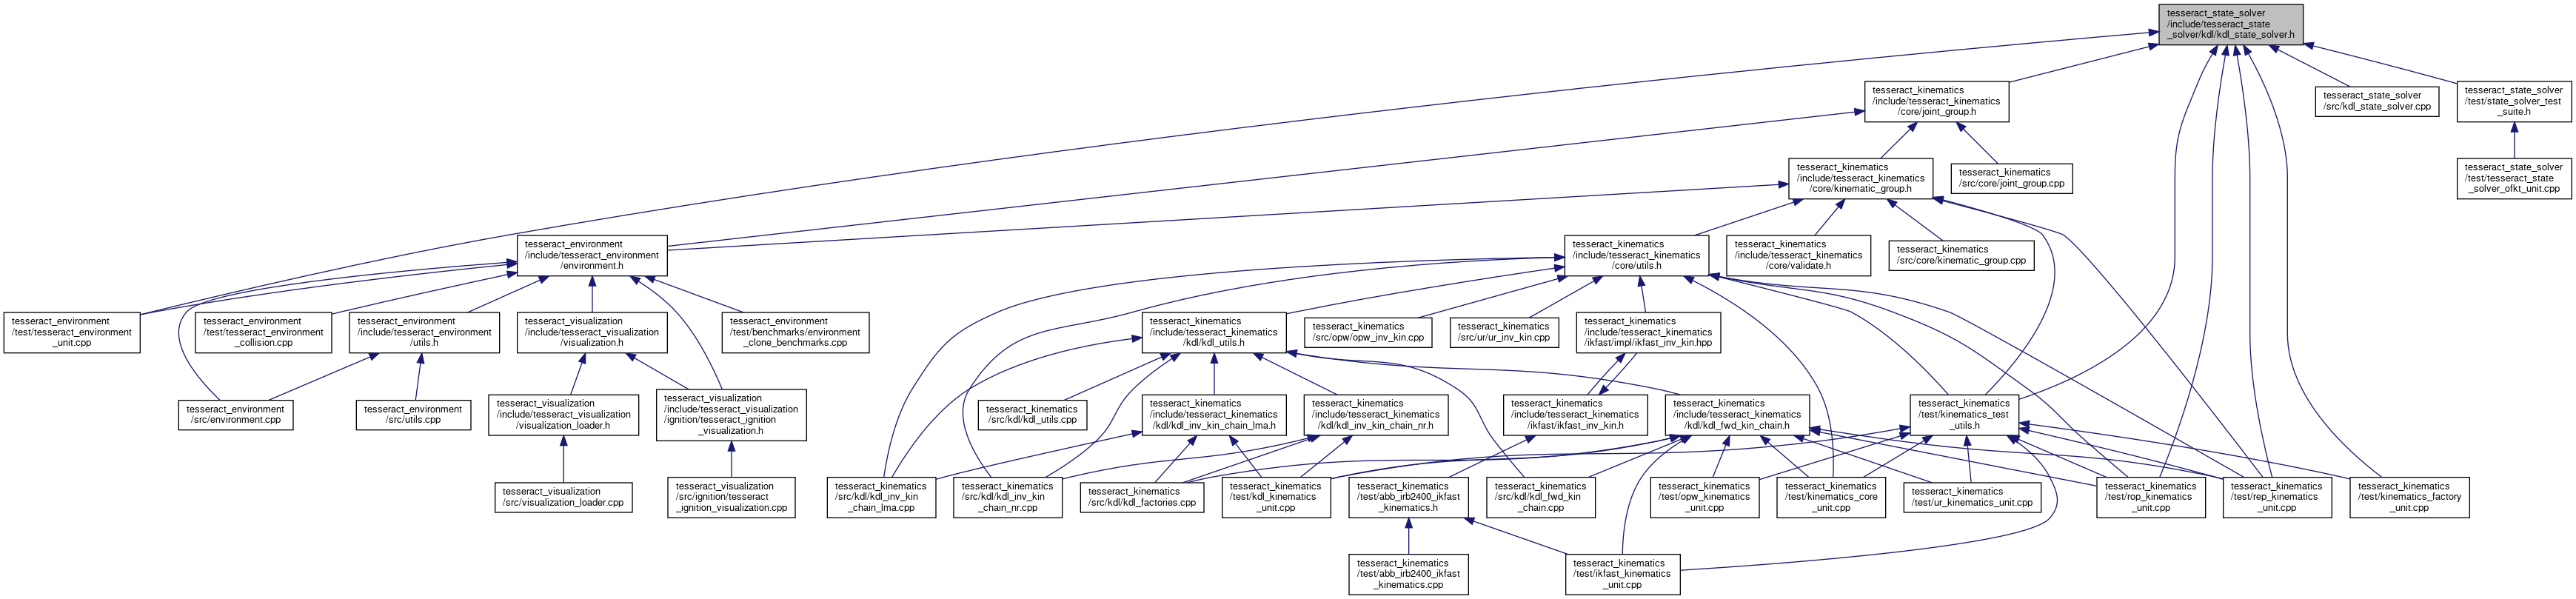 tesseract_state_solver
/include/tesseract_state
_solver/kdl/kdl_state_solver.h
tesseract_kinematics
/include/tesseract_kinematics
/core/joint_group.h
tesseract_state_solver
/src/kdl_state_solver.cpp
tesseract_state_solver
/test/state_solver_test
_suite.h
tesseract_kinematics
/include/tesseract_kinematics
/core/kinematic_group.h
tesseract_kinematics
/src/core/joint_group.cpp
tesseract_state_solver
/test/tesseract_state
_solver_ofkt_unit.cpp
tesseract_environment
/include/tesseract_environment
/environment.h
tesseract_kinematics
/include/tesseract_kinematics
/core/utils.h
tesseract_kinematics
/include/tesseract_kinematics
/core/validate.h
tesseract_kinematics
/src/core/kinematic_group.cpp
tesseract_environment
/test/tesseract_environment
_unit.cpp
tesseract_environment
/test/tesseract_environment
_collision.cpp
tesseract_environment
/include/tesseract_environment
/utils.h
tesseract_visualization
/include/tesseract_visualization
/visualization.h
tesseract_environment
/test/benchmarks/environment
_clone_benchmarks.cpp
tesseract_kinematics
/include/tesseract_kinematics
/kdl/kdl_utils.h
tesseract_kinematics
/src/opw/opw_inv_kin.cpp
tesseract_kinematics
/src/ur/ur_inv_kin.cpp
tesseract_kinematics
/include/tesseract_kinematics
/ikfast/impl/ikfast_inv_kin.hpp
tesseract_environment
/src/environment.cpp
tesseract_environment
/src/utils.cpp
tesseract_visualization
/include/tesseract_visualization
/visualization_loader.h
tesseract_visualization
/include/tesseract_visualization
/ignition/tesseract_ignition
_visualization.h
tesseract_kinematics
/src/kdl/kdl_utils.cpp
tesseract_kinematics
/include/tesseract_kinematics
/kdl/kdl_inv_kin_chain_lma.h
tesseract_kinematics
/include/tesseract_kinematics
/kdl/kdl_inv_kin_chain_nr.h
tesseract_kinematics
/include/tesseract_kinematics
/ikfast/ikfast_inv_kin.h
tesseract_kinematics
/include/tesseract_kinematics
/kdl/kdl_fwd_kin_chain.h
tesseract_kinematics
/test/kinematics_test
_utils.h
tesseract_visualization
/src/visualization_loader.cpp
tesseract_visualization
/src/ignition/tesseract
_ignition_visualization.cpp
tesseract_kinematics
/src/kdl/kdl_inv_kin
_chain_lma.cpp
tesseract_kinematics
/src/kdl/kdl_inv_kin
_chain_nr.cpp
tesseract_kinematics
/src/kdl/kdl_factories.cpp
tesseract_kinematics
/test/kdl_kinematics
_unit.cpp
tesseract_kinematics
/test/abb_irb2400_ikfast
_kinematics.h
tesseract_kinematics
/src/kdl/kdl_fwd_kin
_chain.cpp
tesseract_kinematics
/test/opw_kinematics
_unit.cpp
tesseract_kinematics
/test/kinematics_core
_unit.cpp
tesseract_kinematics
/test/ur_kinematics_unit.cpp
tesseract_kinematics
/test/rop_kinematics
_unit.cpp
tesseract_kinematics
/test/rep_kinematics
_unit.cpp
tesseract_kinematics
/test/kinematics_factory
_unit.cpp
tesseract_kinematics
/test/abb_irb2400_ikfast
_kinematics.cpp
tesseract_kinematics
/test/ikfast_kinematics
_unit.cpp